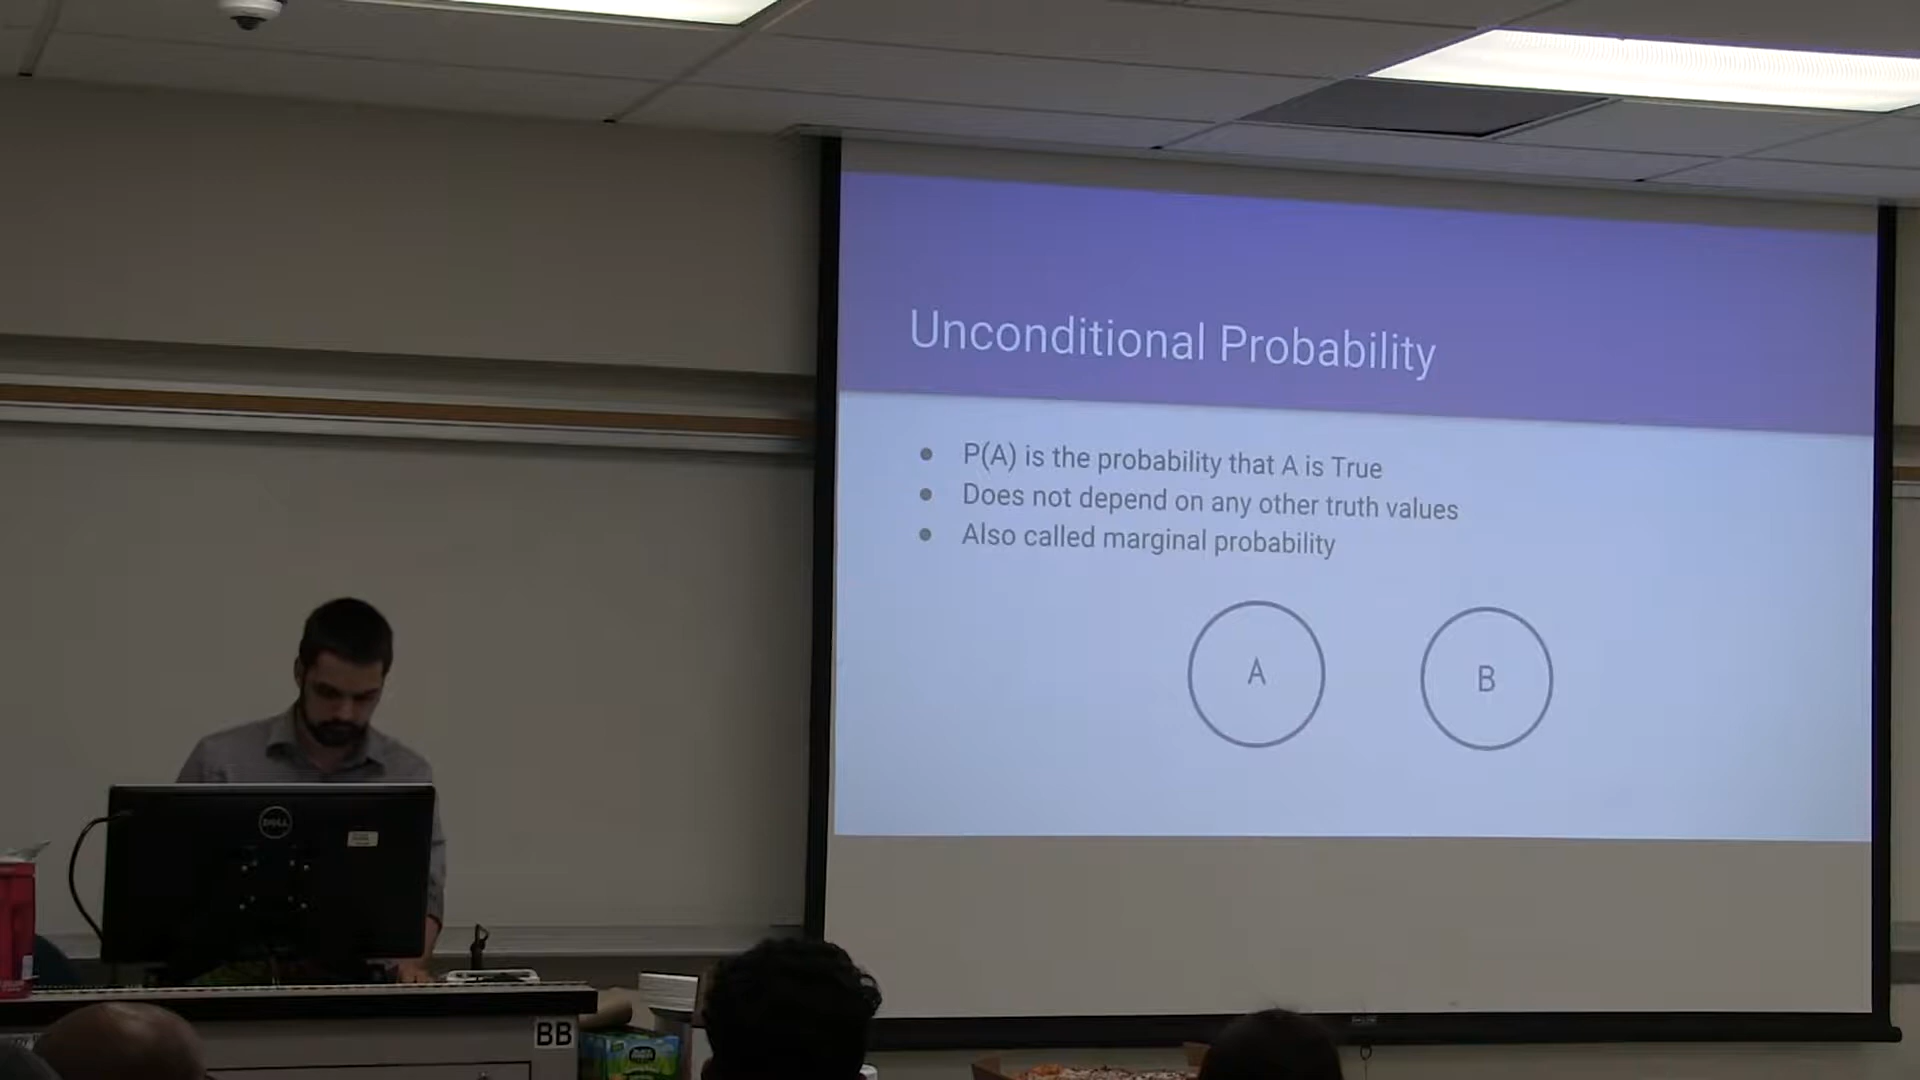 Unconditional Probability
P(A) is the probability that A is True
Does not depend on any other truth values
Also called marginal probability
A
B
DELL
BB